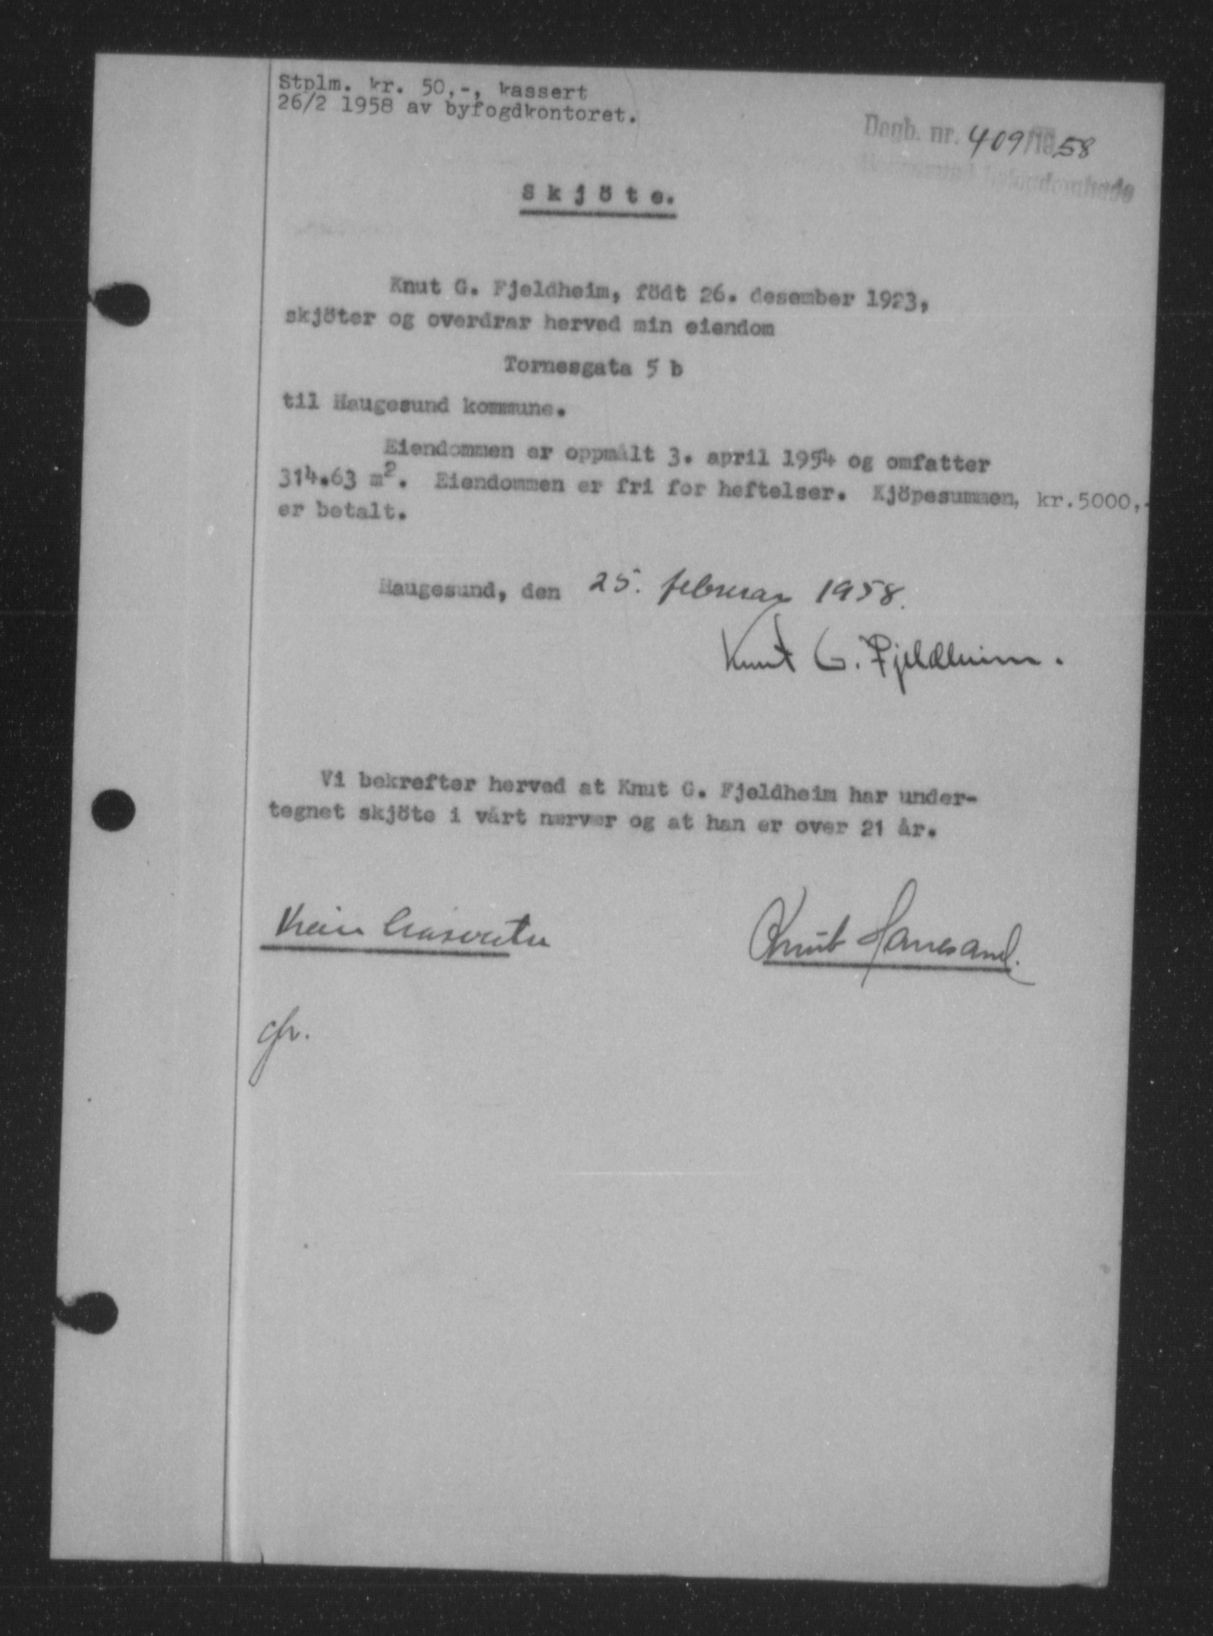 Stplm. kr. 50,-, kassert
26/2 1958 av byfogdkontoret.
Dagb. nr. 409/1958
Skjöte.
Knut G. Fjeldheim, födt 26. desember 1923,
skjöter og overdrar herved min eiendom
Tornesgata 5 b
til Haugesund kommune.
Eiendommen er oppmålt 3. april 1954 og omfatter
314.63 m². Eiendommen er fri for heftelser. Kjöpesummen, kr.5000,-
er betalt.
Haugesund, den 25. februar 1958.
Knut G. Fjeldheim.
Vi bekrefter herved at Knut G. Fjeldheim har under-
tegnet skjöte i vårt nærvær og at han er over 21 år.
Knut Hanesand.